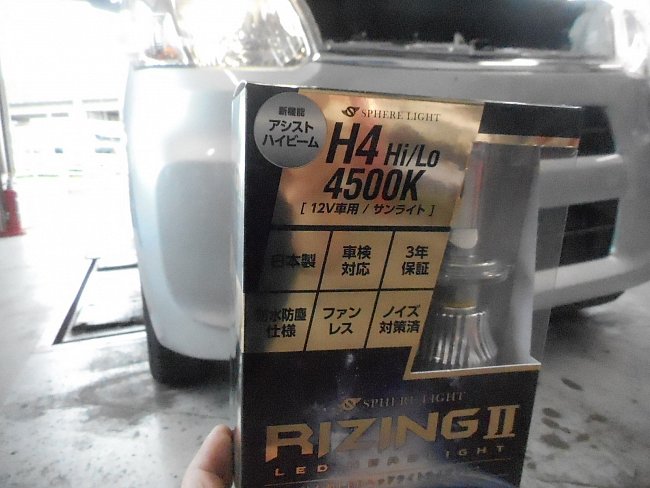 新機能
アシスト
ハイビーム
SPHERE LIGHT
H4 Hi/Lo
4500K
[ 12V車用 / サンライト ]
日本製
車検
対応
3年
保証
防水防塵
仕様
ファン
レス
ノイズ
対策済
SPHERE LIGHT
RIZING II
LED HEADLIGHT